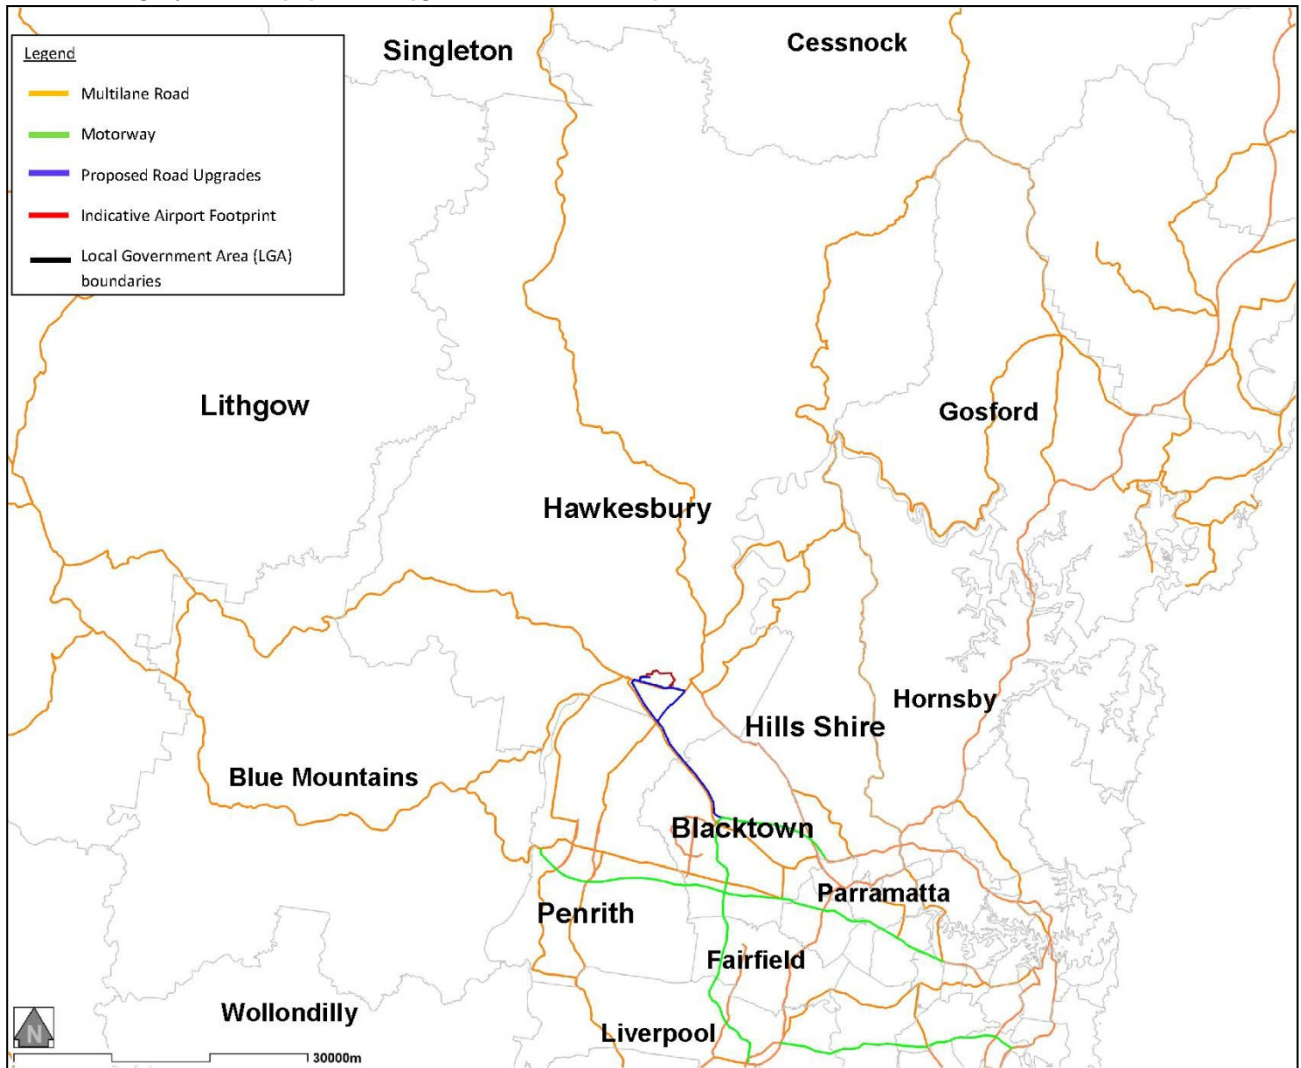 Singleton
Cessnock
Legend
Multilane Road
Motorway
Proposed Road Upgrades
Indicative Airport Footprint
Local Government Area (LGA)
boundaries
Lithgow
Gosford
Hawkesbury
Hornsby
Hills Shire
Blue Mountains
Blacktown
Parramatta
Penrith
Fairfield
Wollondilly
Liverpool
N
30000m